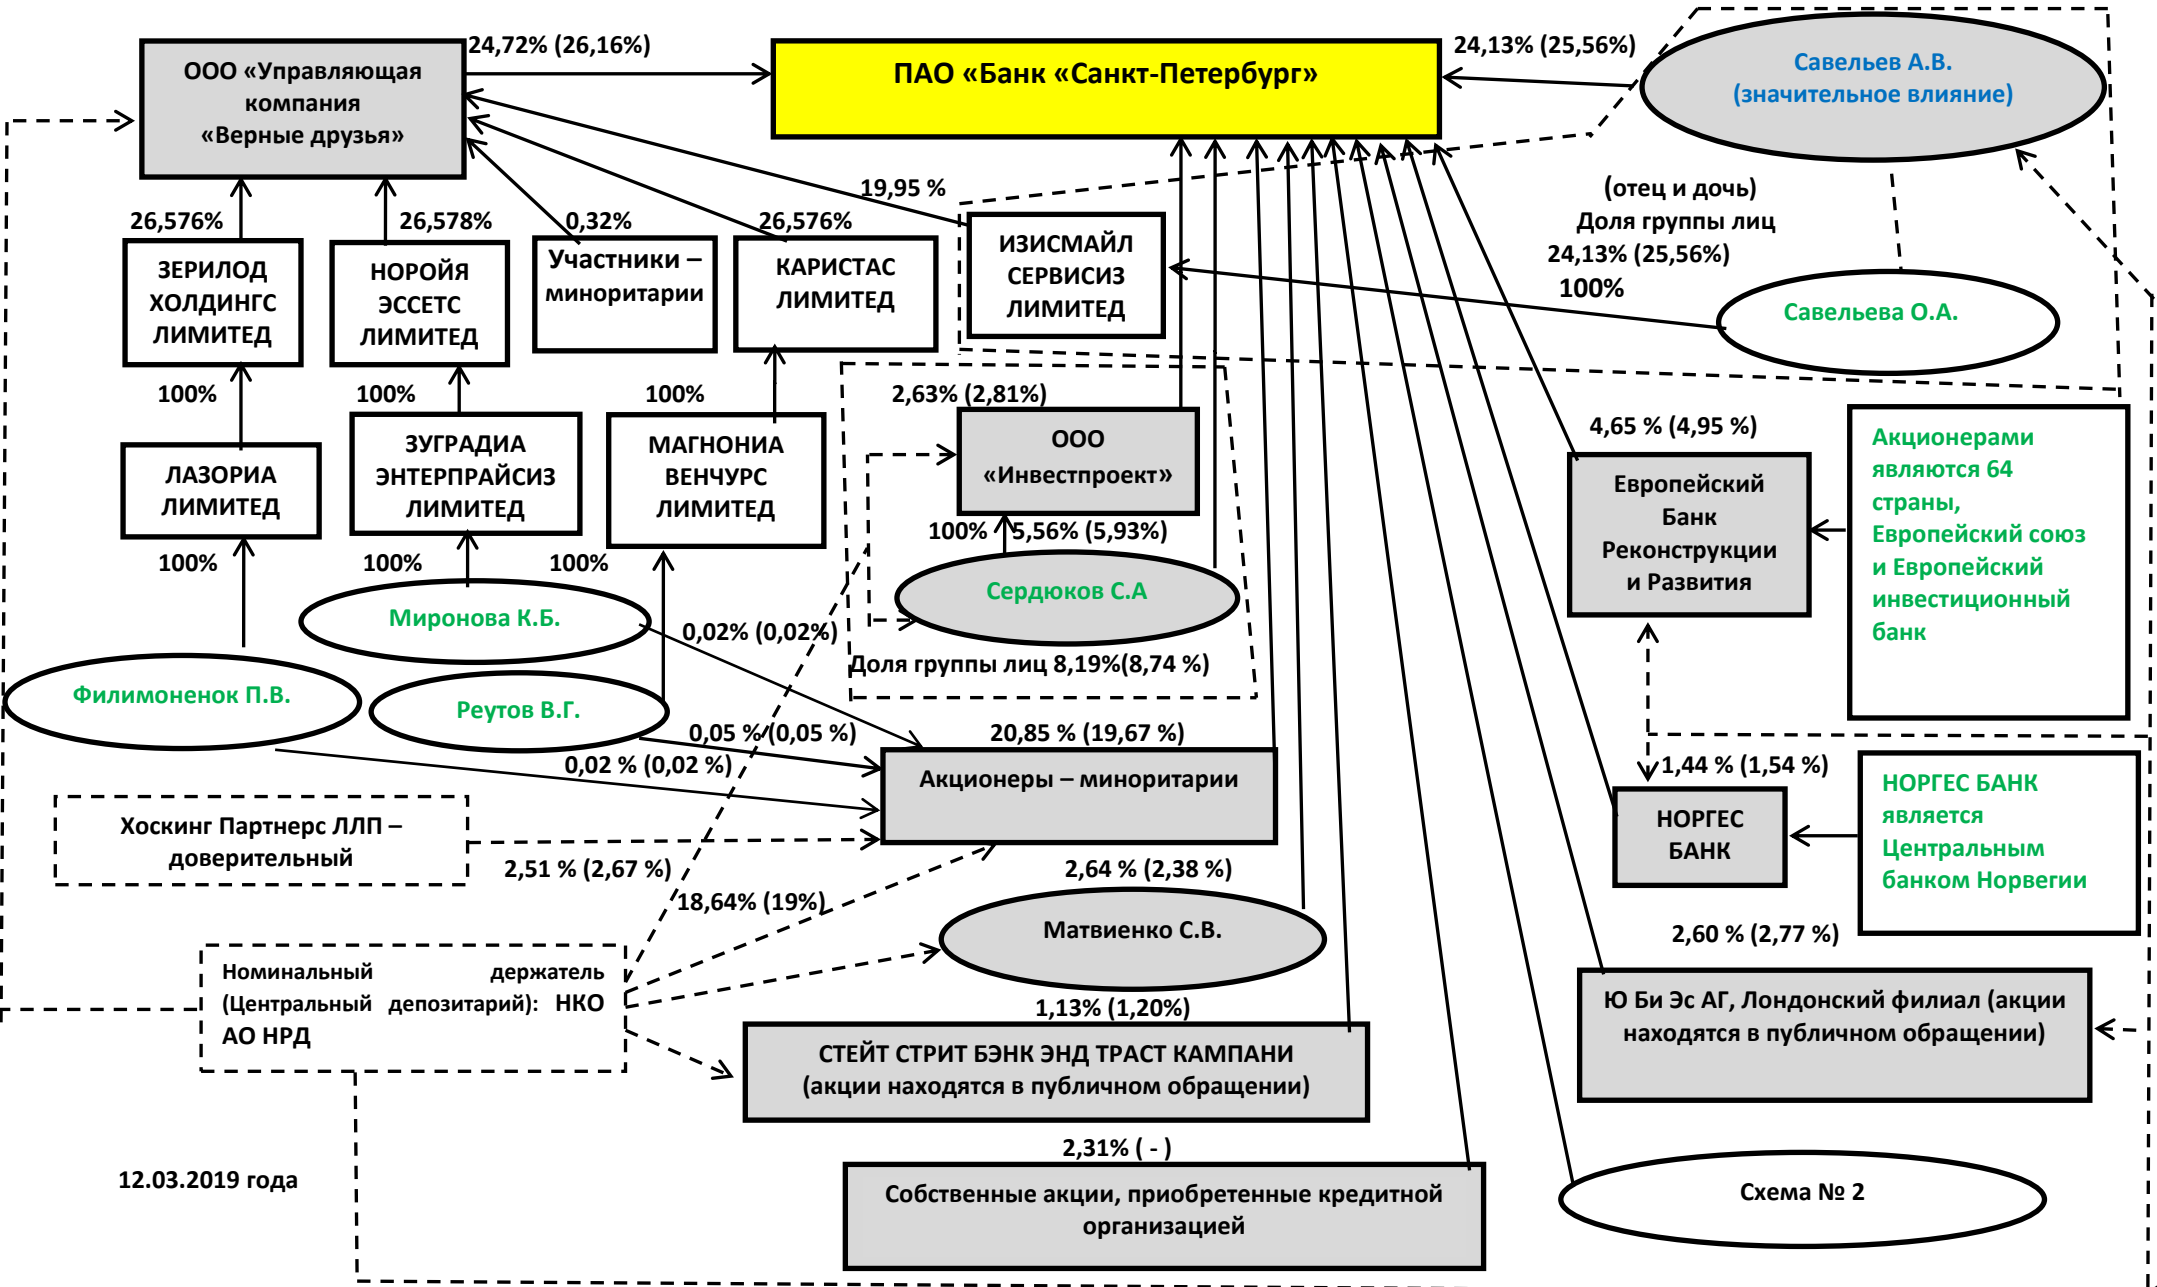 24,72% (26,16%)
24,13% (25,56%)
ООО «Управляющая
компания
«Верные друзья»
ПАО «Банк «Санкт-Петербург»
Савельев А.В.
(значительное влияние)
19,95 %
(отец и дочь)
Доля группы лиц
24,13% (25,56%)
100%
26,576%
26,578%
0,32%
26,576%
ЗЕРИЛОД
ХОЛДИНГС
ЛИМИТЕД
НОРОЙЯ
ЭССЕТС
ЛИМИТЕД
Участники –
миноритарии
КАРИСТАС
ЛИМИТЕД
ИЗИСМАЙЛ
СЕРВИСИЗ
ЛИМИТЕД
Савельева О.А.
100%
100%
100%
2,63% (2,81%)
4,65 % (4,95 %)
ЛАЗОРИА
ЛИМИТЕД
ЗУГРАДИА
ЭНТЕРПРАЙСИЗ
ЛИМИТЕД
МАГНОНИА
ВЕНЧУРС
ЛИМИТЕД
ООО
«Инвестпроект»
Европейский
Банк
Реконструкции
и Развития
Акционерами
являются 64
страны,
Европейский союз
и Европейский
инвестиционный
банк
100%
100%
100%
100%
5,56% (5,93%)
Сердюков С.А
Миронова К.Б.
0,02% (0,02%)
Доля группы лиц 8,19%(8,74 %)
Филимоненок П.В.
Реутов В.Г.
0,05 % (0,05 %)
20,85 % (19,67 %)
0,02 % (0,02 %)
Акционеры – миноритарии
1,44 % (1,54 %)
НОРГЕС
БАНК
НОРГЕС БАНК
является
Центральным
банком Норвегии
Хоскинг Партнерс ЛЛП –
доверительный
2,51 % (2,67 %)
2,64 % (2,38 %)
18,64% (19%)
Матвиенко С.В.
2,60 % (2,77 %)
Номинальный держатель
(Центральный депозитарий): НКО
АО НРД
1,13% (1,20%)
СТЕЙТ СТРИТ БЭНК ЭНД ТРАСТ КАМПАНИ
(акции находятся в публичном обращении)
Ю Би Эс АГ, Лондонский филиал (акции
находятся в публичном обращении)
2,31% ( - )
12.03.2019 года
Собственные акции, приобретенные кредитной
организацией
Схема № 2